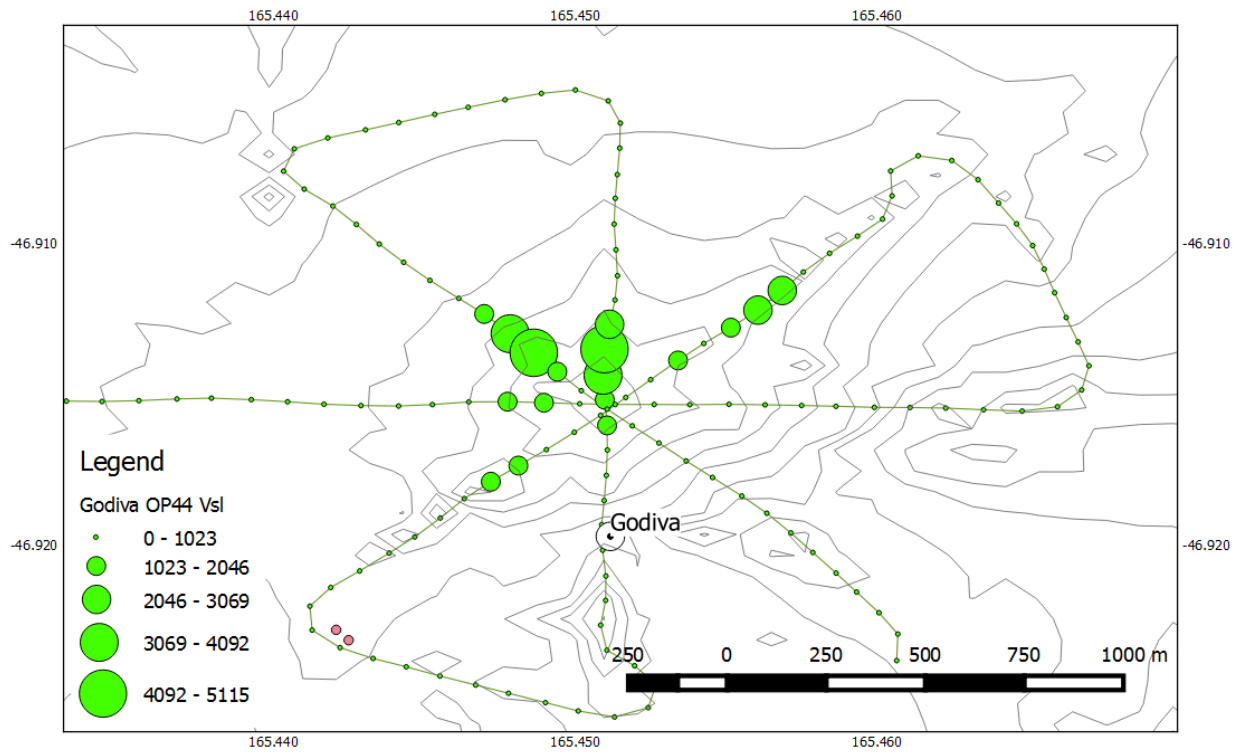 165.440 165.450 165.460
-46.910 -46.910
Legend
Godiva OP44 Vsl
0 - 1023
1023 - 2046
2046 - 3069
3069 - 4092
4092 - 5115
Godiva
-46.920 -46.920
250 0 250 500 750 1000 m
165.440 165.450 165.460